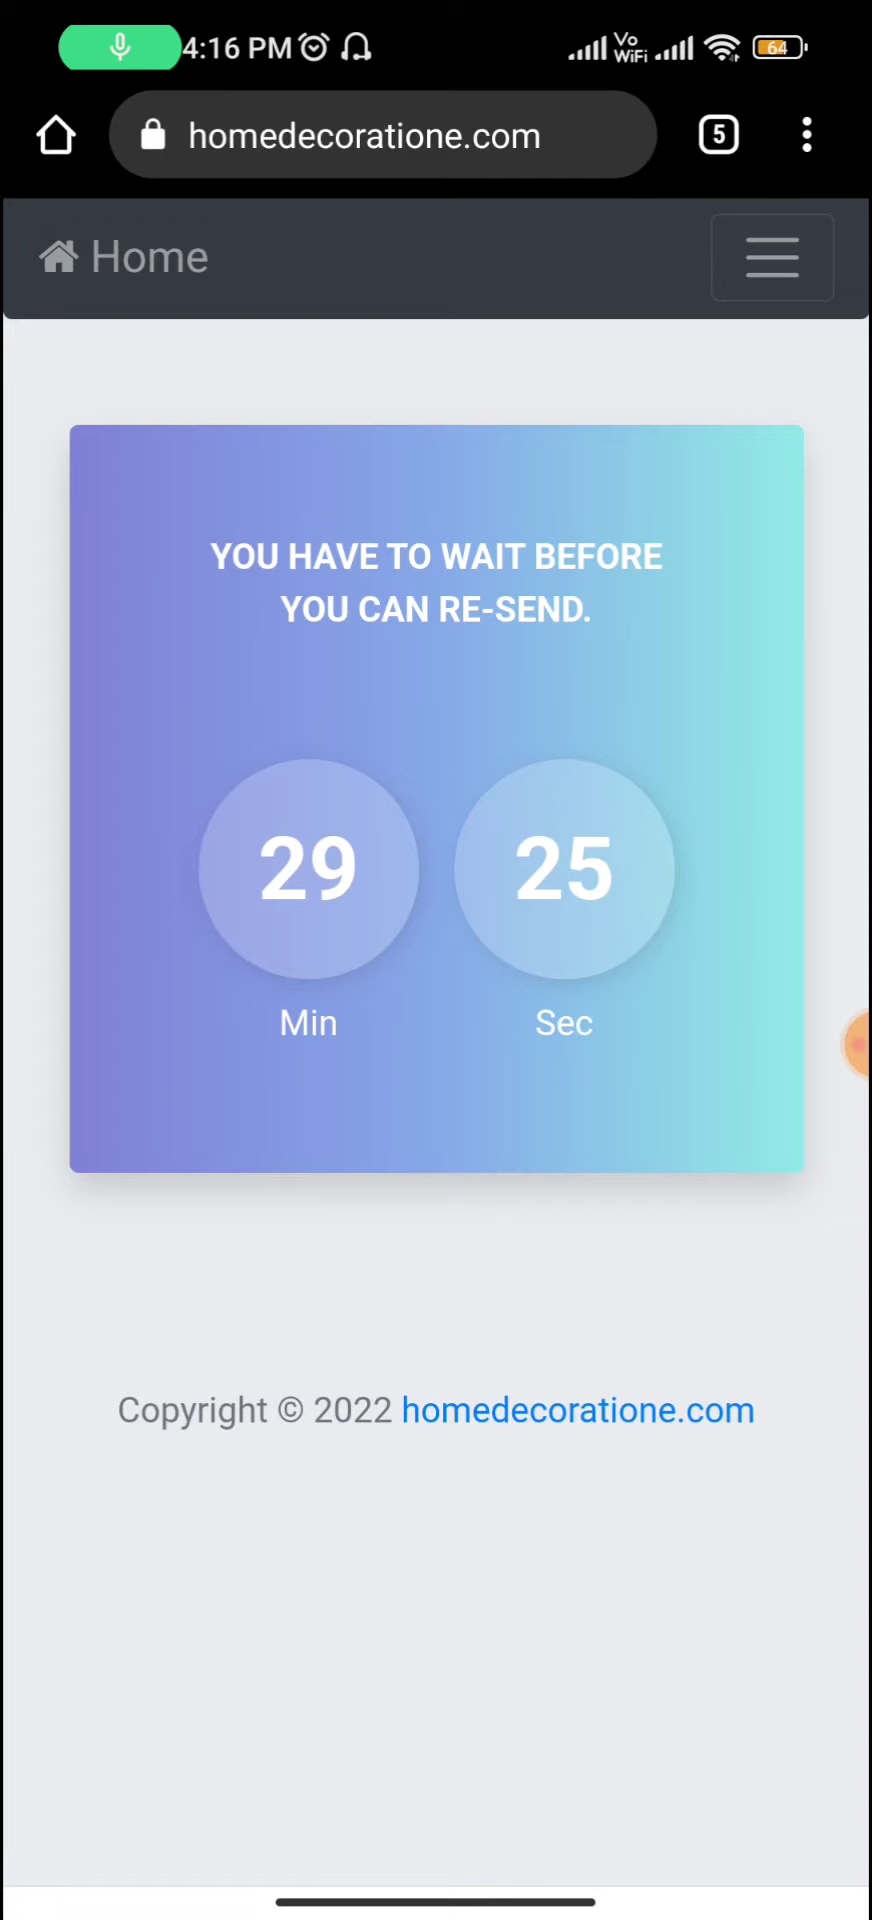 4:16 PM Vo WiFi 64
homedecoratione.com 5
Home
YOU HAVE TO WAIT BEFORE
YOU CAN RE-SEND.
29 25
Min Sec
Copyright © 2022 homedecoratione.com